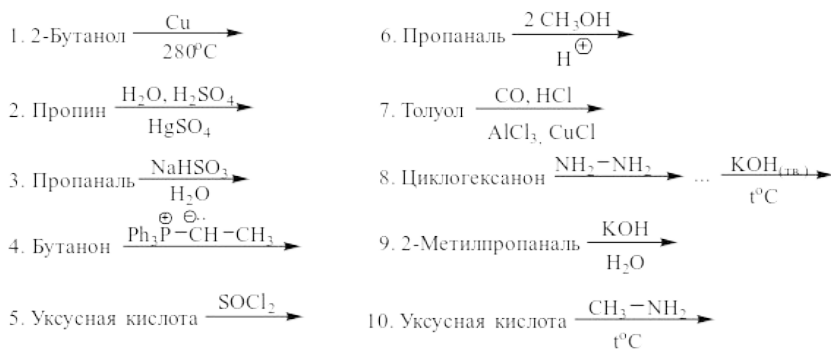 1. 2-Бутанол Cu 280°C
2. Пропин H₂O, H₂SO₄ HgSO₄
3. Пропаналь NaHSO₃ H₂O
4. Бутанон Ph₃P⊕–CH⊖··–CH₃
5. Уксусная кислота SOCl₂
6. Пропаналь 2 CH₃OH H⊕
7. Толуол CO, HCl AlCl₃, CuCl
8. Циклогексанон NH₂–NH₂ ... KOH(тв.) t°C
9. 2-Метилпропаналь KOH H₂O
10. Уксусная кислота CH₃–NH₂ t°C